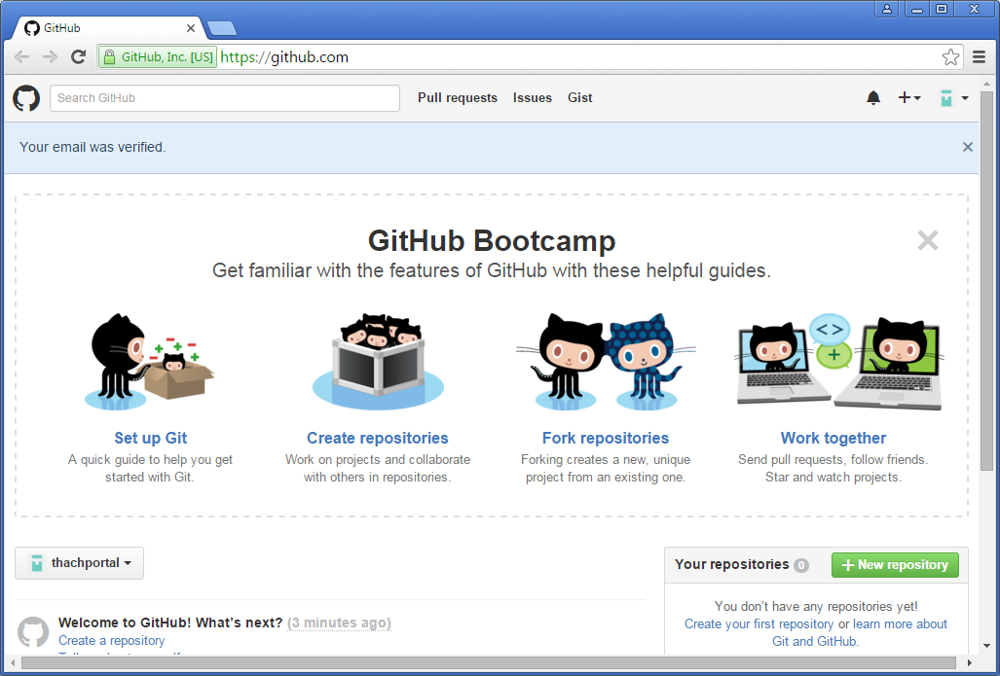 GitHub
GitHub, Inc. [US] https://github.com
Search GitHub Pull requests Issues Gist
Your email was verified.
GitHub Bootcamp
Get familiar with the features of GitHub with these helpful guides.
Set up Git
A quick guide to help you get
started with Git.
Create repositories
Work on projects and collaborate
with others in repositories.
Fork repositories
Forking creates a new, unique
project from an existing one.
Work together
Send pull requests, follow friends.
Star and watch projects.
thachportal
Welcome to GitHub! What's next? (3 minutes ago)
Create a repository
Your repositories 0 New repository
You don't have any repositories yet!
Create your first repository or learn more about
Git and GitHub.